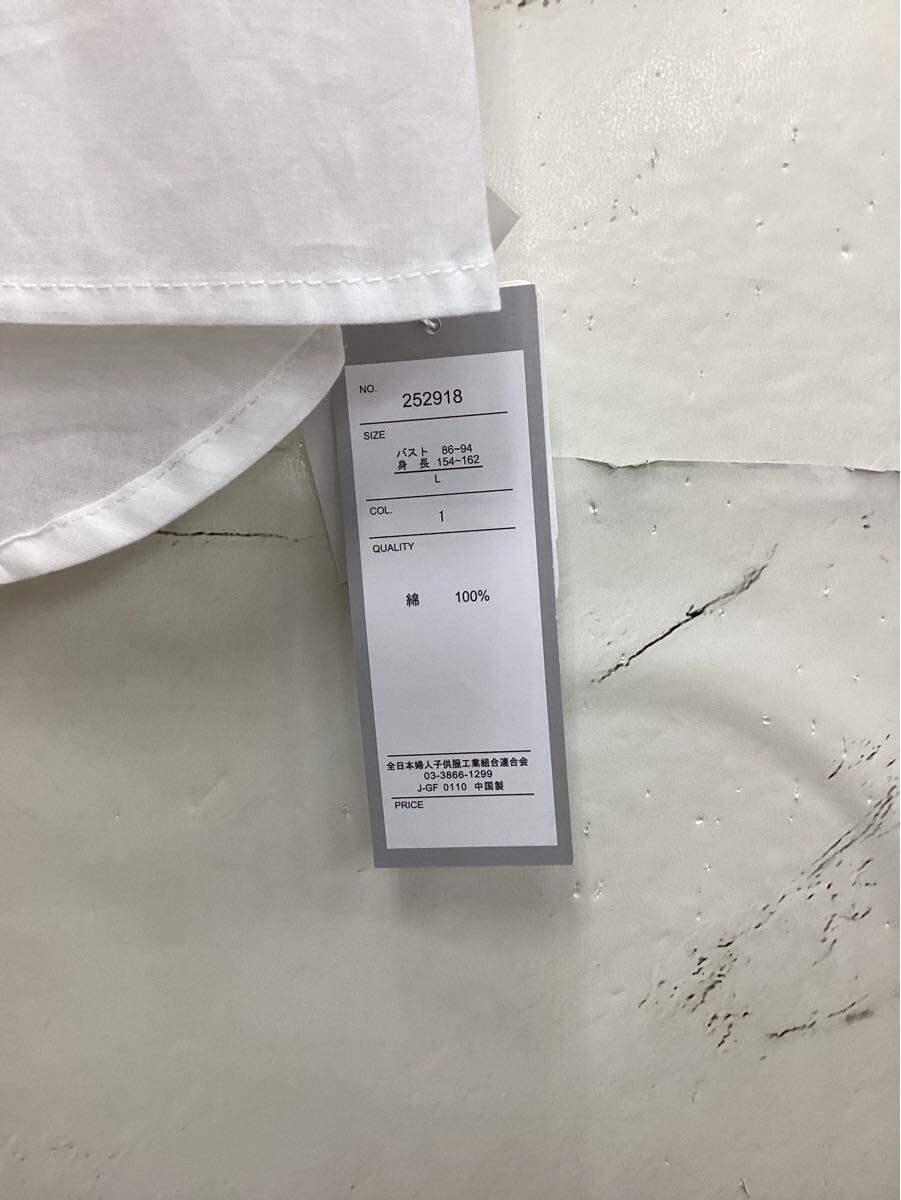 NO.
252918
SIZE
バスト 86~94
身 長 154~162
L
COL.
1
QUALITY
綿 100%
全日本婦人子供服工業組合連合会
03-3866-1299
J-GF 0110 中国製
PRICE